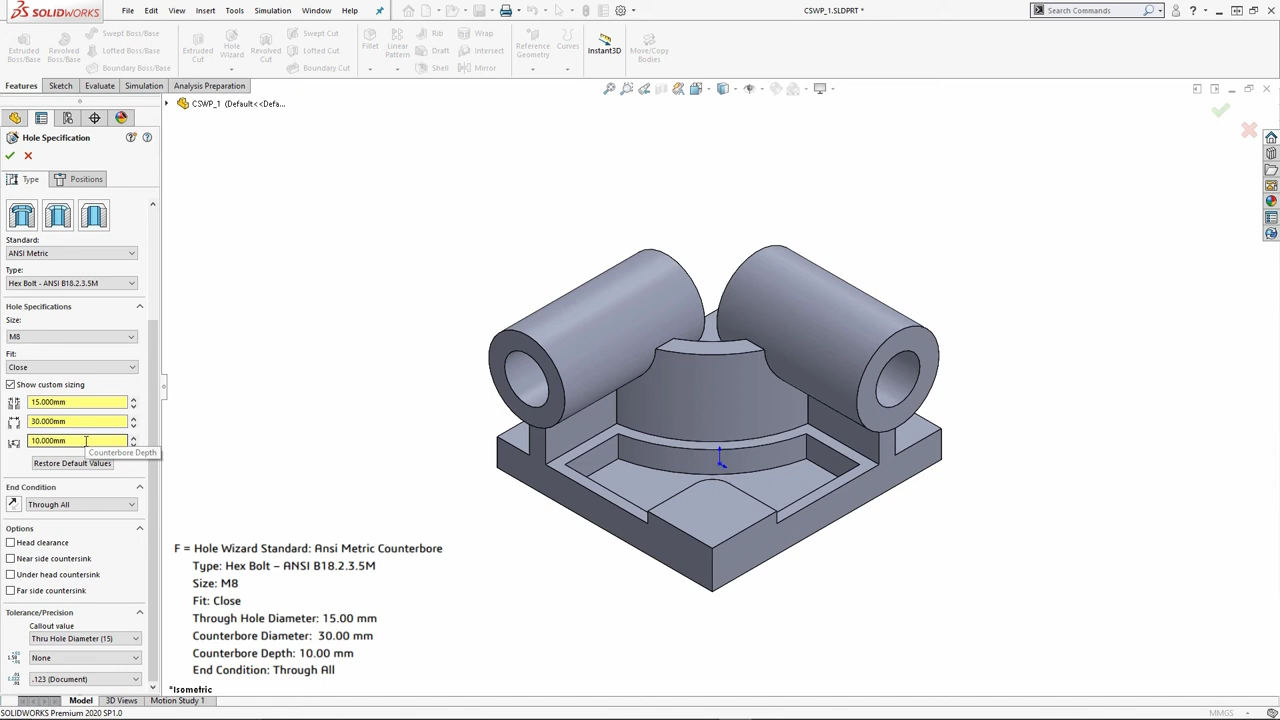 SOLIDWORKS
File
Edit
View
Insert
Tools
Simulation
Window
Help
CSWP_1.SLDPRT *
Search Commands
Extruded Boss/Base
Revolved Boss/Base
Swept Boss/Base
Lofted Boss/Base
Boundary Boss/Base
Extruded Cut
Hole Wizard
Revolved Cut
Swept Cut
Lofted Cut
Boundary Cut
Fillet
Linear Pattern
Rib
Draft
Shell
Wrap
Intersect
Mirror
Reference Geometry
Curves
Instant3D
Move/Copy Bodies
Features
Sketch
Evaluate
Simulation
Analysis Preparation
CSWP_1 (Default<<Defa...
Hole Specification
Type
Positions
Standard:
ANSI Metric
Type:
Hex Bolt - ANSI B18.2.3.5M
Hole Specifications
Size:
M8
Fit:
Close
Show custom sizing
15.000mm
30.000mm
10.000mm
Counterbore Depth
Restore Default Values
End Condition
Through All
Options
Head clearance
Near side countersink
Under head countersink
Far side countersink
Tolerance/Precision
Callout value
Thru Hole Diameter (15)
None
.123 (Document)
F = Hole Wizard Standard: Ansi Metric Counterbore
Type: Hex Bolt – ANSI B18.2.3.5M
Size: M8
Fit: Close
Through Hole Diameter: 15.00 mm
Counterbore Diameter: 30.00 mm
Counterbore Depth: 10.00 mm
End Condition: Through All
*Isometric
Model
3D Views
Motion Study 1
SOLIDWORKS Premium 2020 SP1.0
MMGS